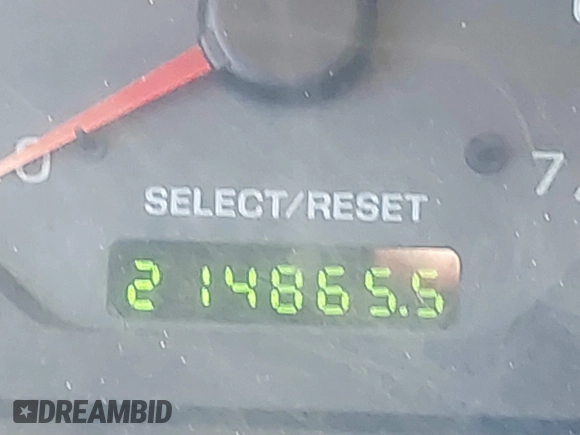 0
7
SELECT/RESET
214865.5
DREAMBID